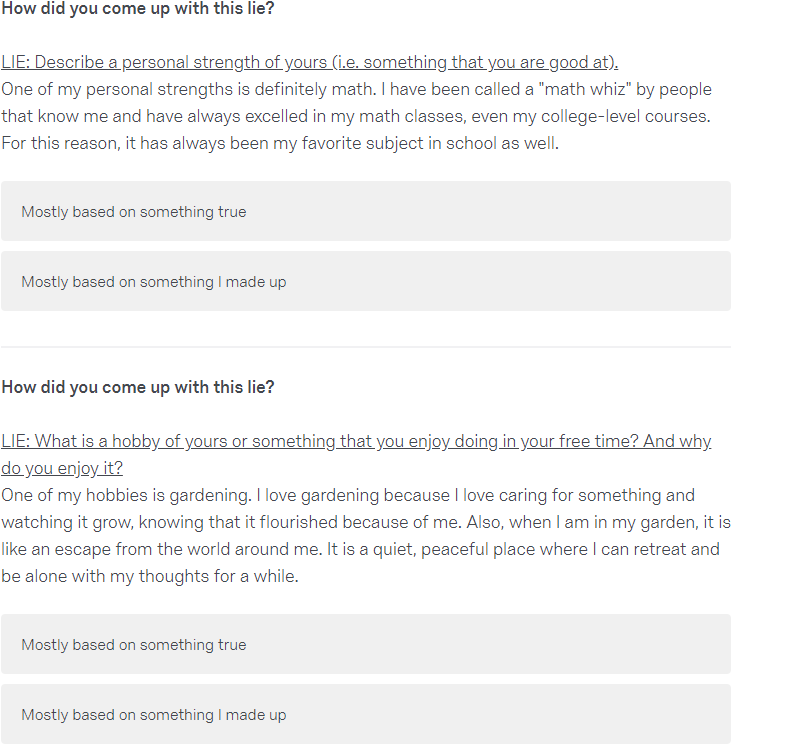 How did you come up with this lie?
LIE: Describe a personal strength of yours (i.e. something that you are good at).
One of my personal strengths is definitely math. I have been called a "math whiz" by people
that know me and have always excelled in my math classes, even my college-level courses.
For this reason, it has always been my favorite subject in school as well.
Mostly based on something true
Mostly based on something I made up
How did you come up with this lie?
LIE: What is a hobby of yours or something that you enjoy doing in your free time? And why
do you enjoy it?
One of my hobbies is gardening. I love gardening because I love caring for something and
watching it grow, knowing that it flourished because of me. Also, when I am in my garden, it is
like an escape from the world around me. It is a quiet, peaceful place where I can retreat and
be alone with my thoughts for a while.
Mostly based on something true
Mostly based on something I made up